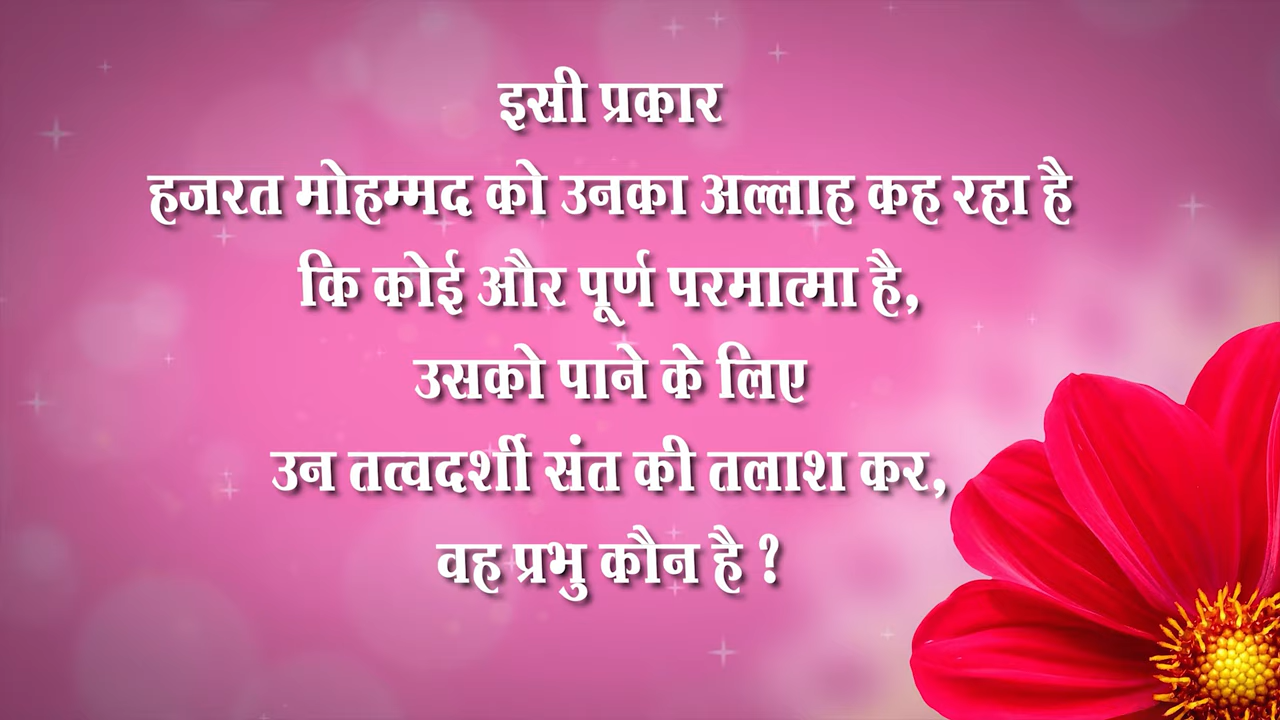 इसी प्रकार
हजरत मोहम्मद को उनका अल्लाह कह रहा है
कि कोई और पूर्ण परमात्मा है,
उसको पाने के लिए
उन तत्वदर्शी संत की तलाश कर,
वह प्रभु कौन है ?